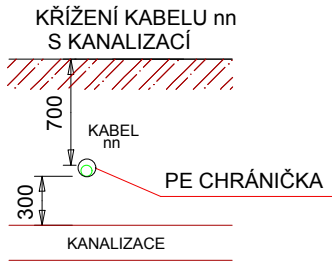 KŘÍŽENÍ KABELU nn
S KANALIZACÍ
700
KABEL
nn
PE CHRÁNIČKA
300
KANALIZACE